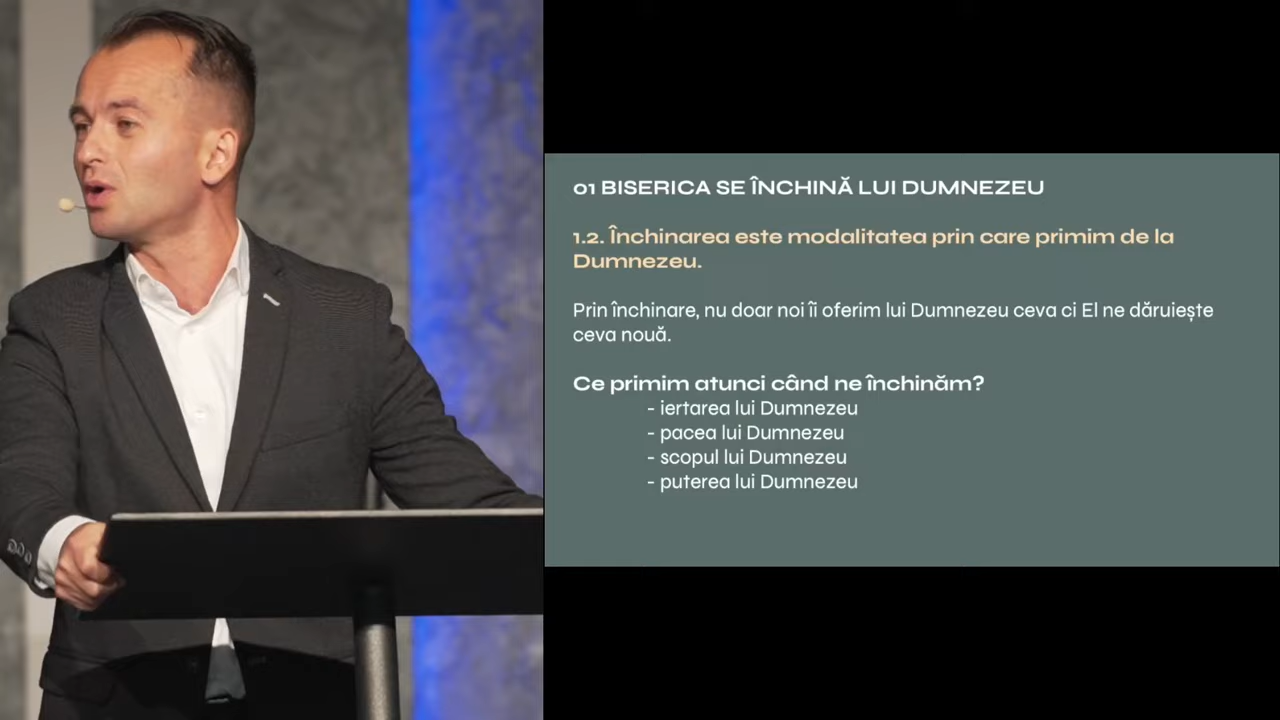 01 BISERICA SE ÎNCHINĂ LUI DUMNEZEU
1.2. Închinarea este modalitatea prin care primim de la
Dumnezeu.
Prin închinare, nu doar noi îi oferim lui Dumnezeu ceva ci El ne dăruiește
ceva nouă.
Ce primim atunci când ne închinăm?
- iertarea lui Dumnezeu
- pacea lui Dumnezeu
- scopul lui Dumnezeu
- puterea lui Dumnezeu